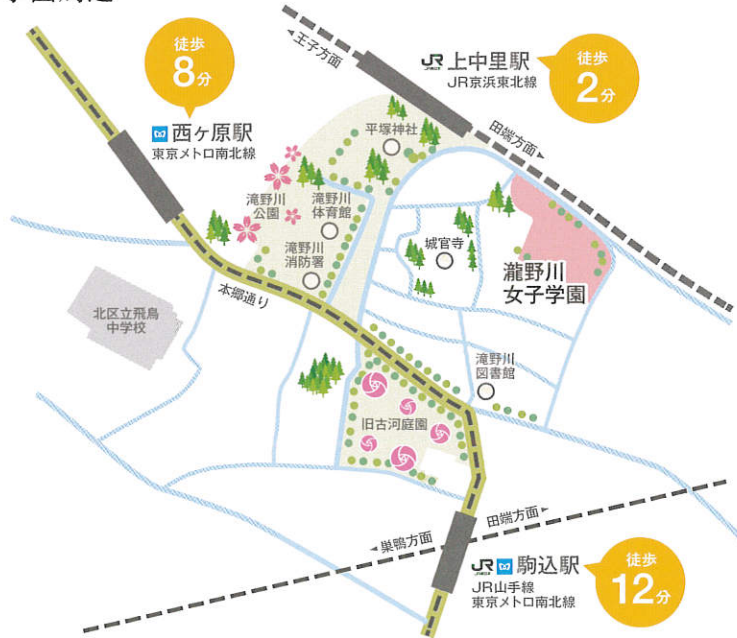 ◀王子方面
JR 上中里駅
JR京浜東北線
徒歩
2分
徒歩
8分
西ヶ原駅
東京メトロ南北線
田端方面▶
平塚神社
滝野川
公園
滝野川
体育館
滝野川
消防署
城官寺
瀧野川
女子学園
本郷通り
北区立飛鳥
中学校
滝野川
図書館
旧古河庭園
◀巣鴨方面
田端方面▶
JR 駒込駅
JR山手線
東京メトロ南北線
徒歩
12分